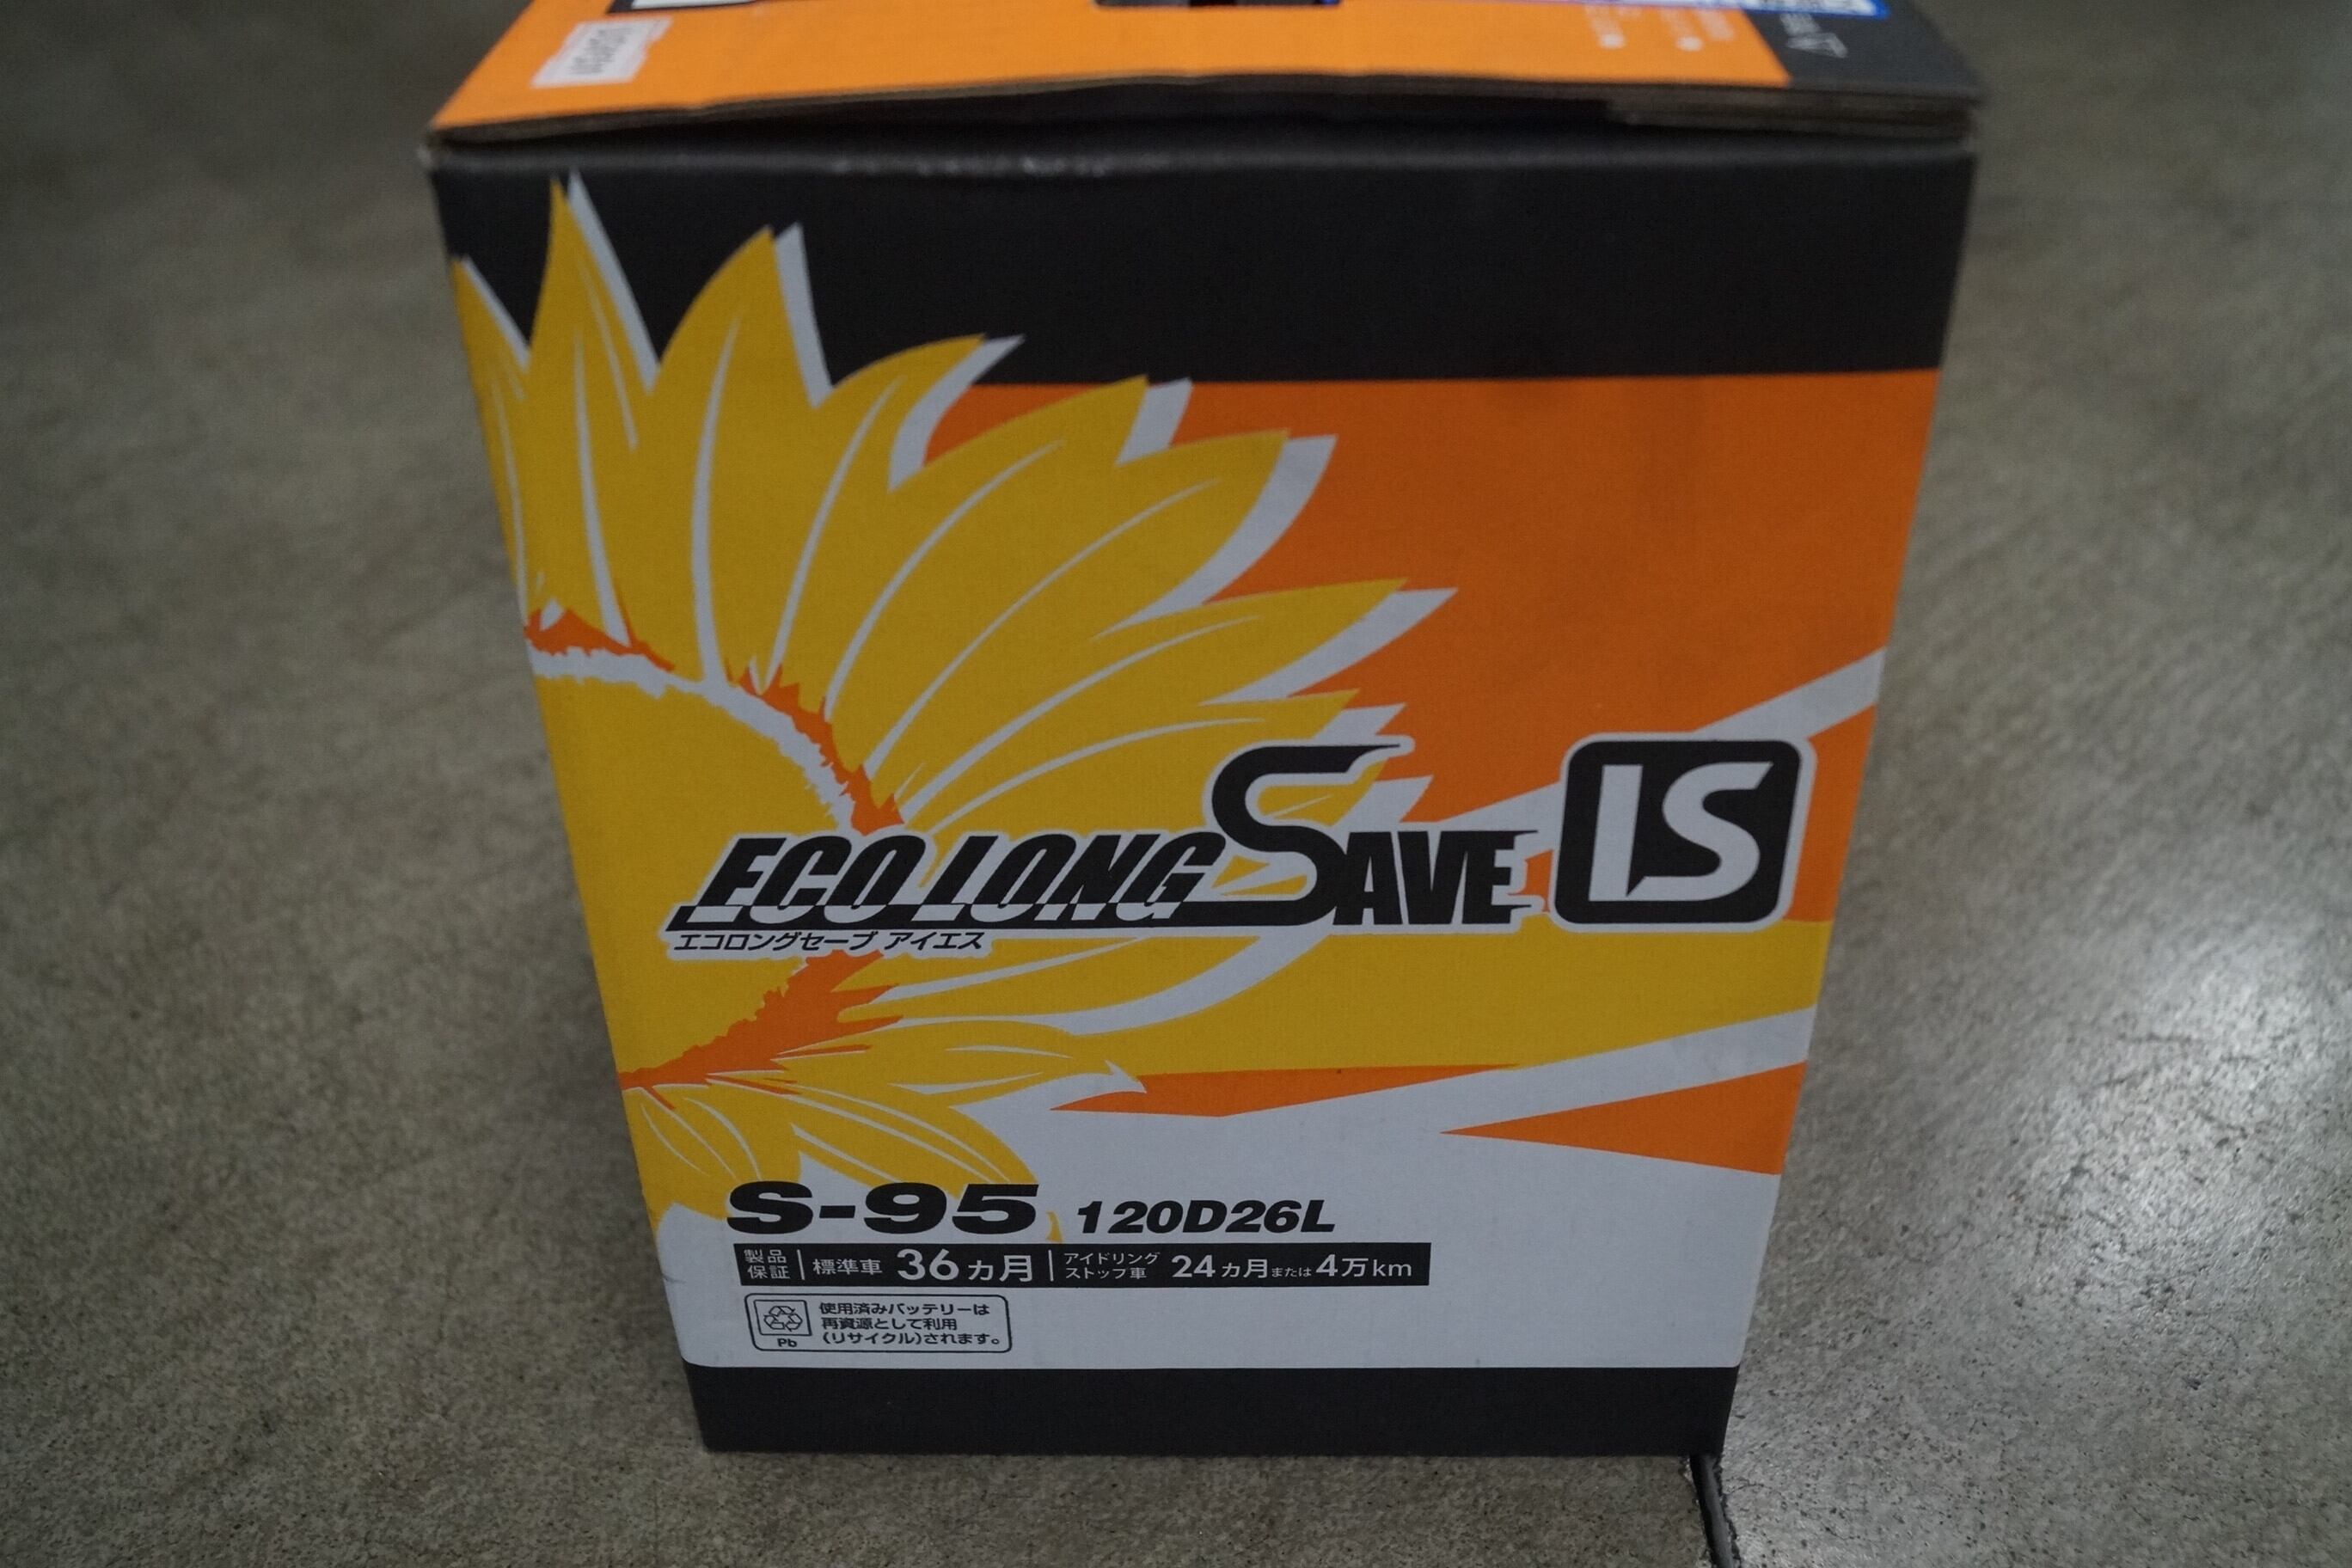 ECO LONG SAVE IS
エコロングセーブ アイエス
S-95 120D26L
製品保証 標準車 36ヵ月 アイドリングストップ車 24ヵ月または4万km
使用済みバッテリーは
再資源として利用
(リサイクル)されます。
Pb